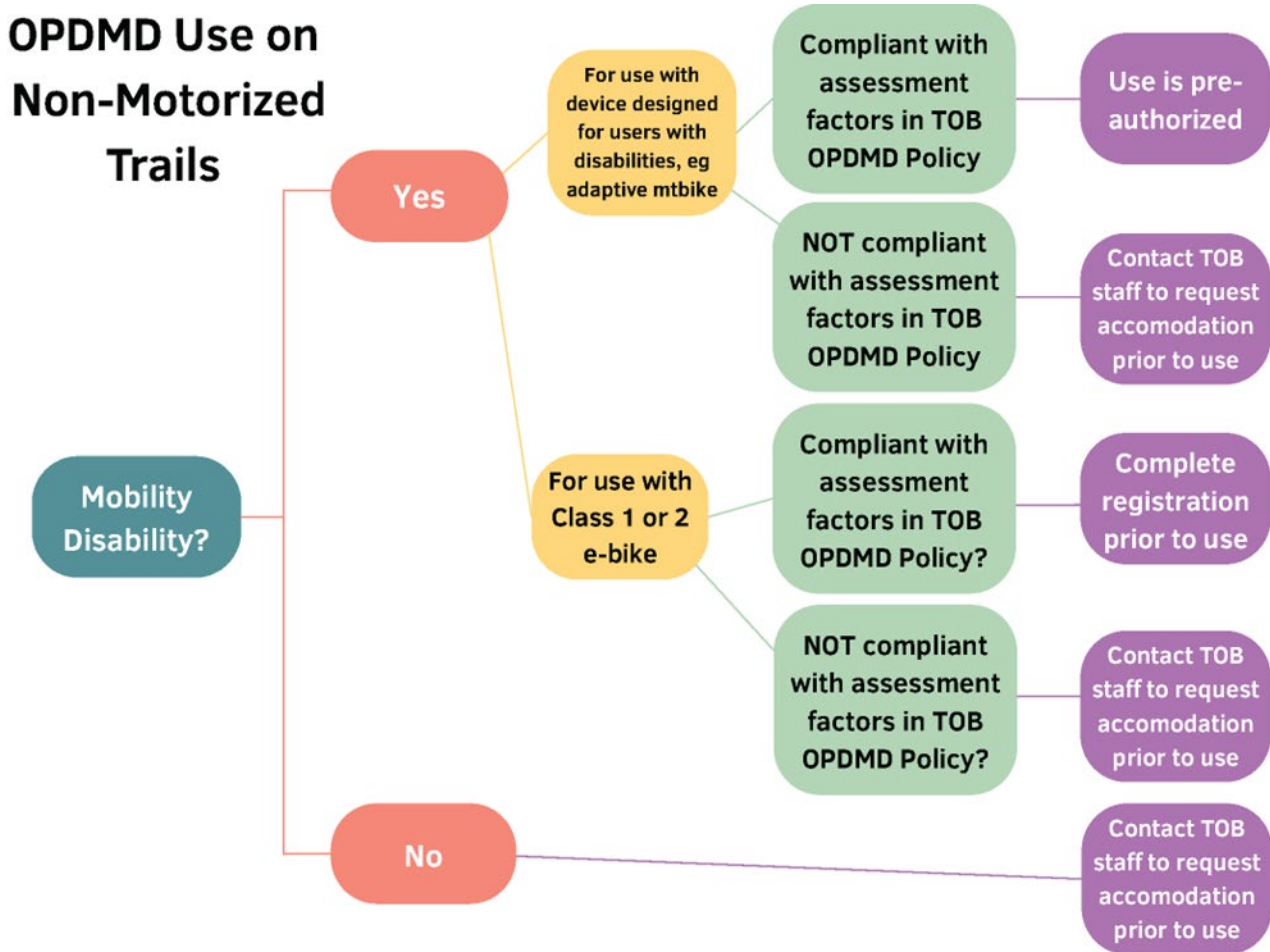 OPDMD Use on
Non-Motorized
Trails
Mobility
Disability?
Yes
For use with
device designed
for users with
disabilities, eg
adaptive mtbike
Compliant with
assessment
factors in TOB
OPDMD Policy
Use is pre-
authorized
NOT compliant
with assessment
factors in TOB
OPDMD Policy
Contact TOB
staff to request
accomodation
prior to use
For use with
Class 1 or 2
e-bike
Compliant with
assessment
factors in TOB
OPDMD Policy?
Complete
registration
prior to use
NOT compliant
with assessment
factors in TOB
OPDMD Policy?
Contact TOB
staff to request
accomodation
prior to use
No
Contact TOB
staff to request
accomodation
prior to use